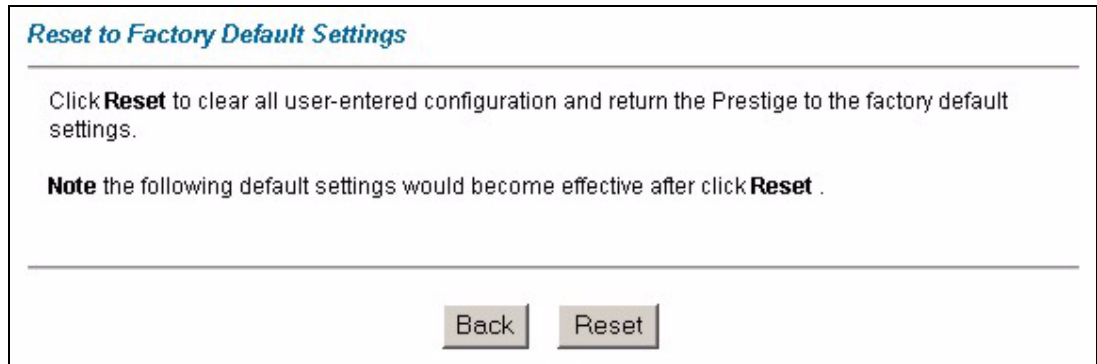 Reset to Factory Default Settings
Click Reset to clear all user-entered configuration and return the Prestige to the factory default
settings.
Note the following default settings would become effective after click Reset .
Back Reset